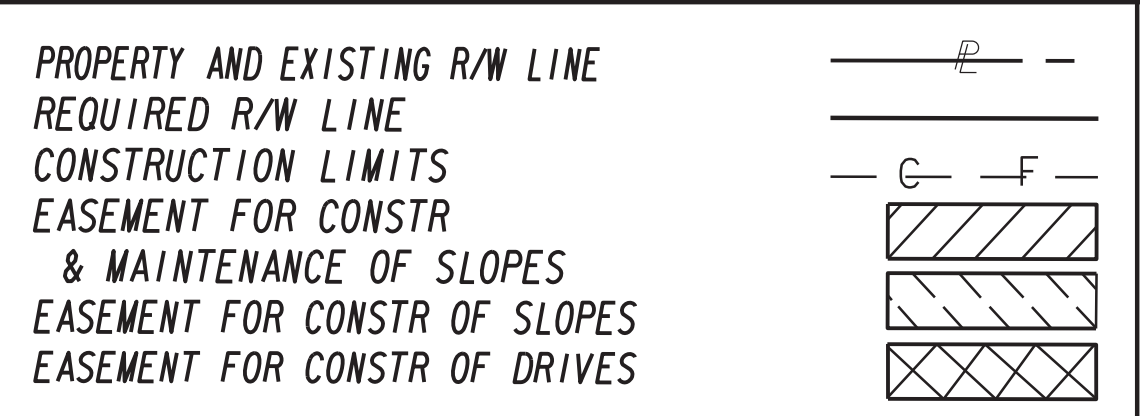 PROPERTY AND EXISTING R/W LINE PL
REQUIRED R/W LINE
CONSTRUCTION LIMITS C F
EASEMENT FOR CONSTR
& MAINTENANCE OF SLOPES
EASEMENT FOR CONSTR OF SLOPES
EASEMENT FOR CONSTR OF DRIVES